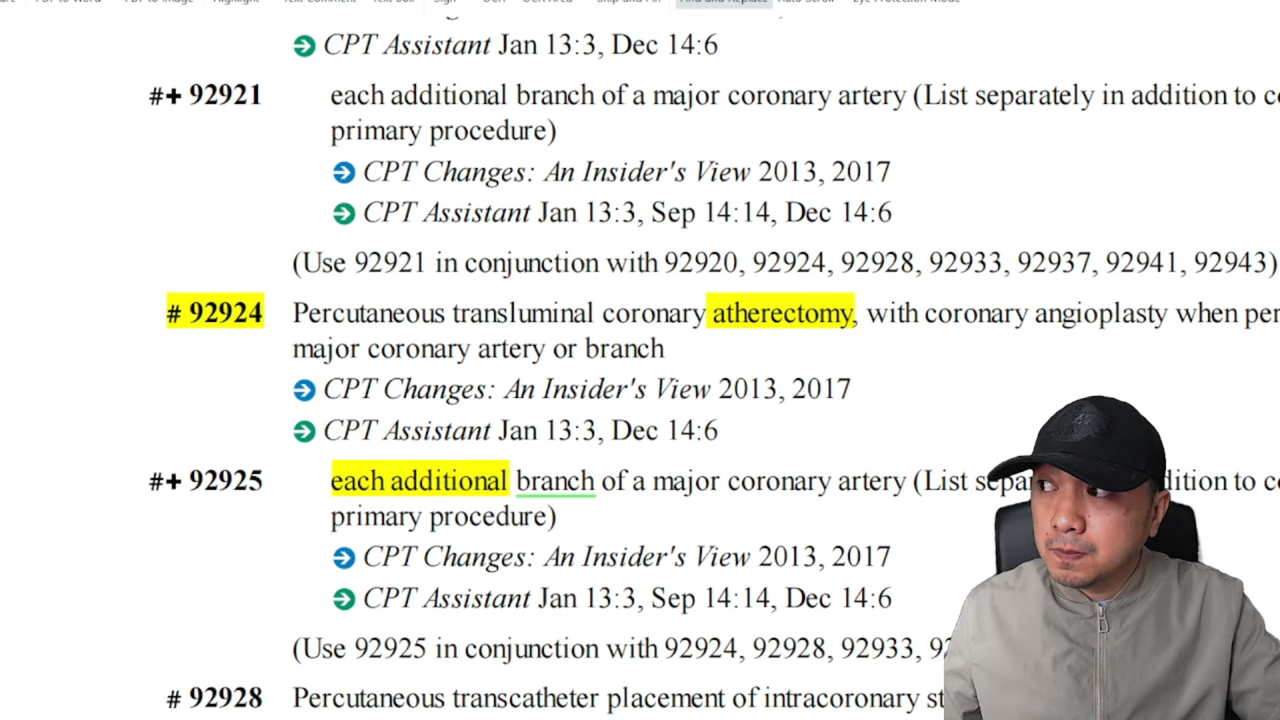 CPT Assistant Jan 13:3, Dec 14:6
#+ 92921 each additional branch of a major coronary artery (List separately in addition to
primary procedure)
CPT Changes: An Insider's View 2013, 2017
CPT Assistant Jan 13:3, Sep 14:14, Dec 14:6
(Use 92921 in conjunction with 92920, 92924, 92928, 92933, 92937, 92941, 92943)
# 92924 Percutaneous transluminal coronary atherectomy, with coronary angioplasty when
major coronary artery or branch
CPT Changes: An Insider's View 2013, 2017
CPT Assistant Jan 13:3, Dec 14:6
#+ 92925 each additional branch of a major coronary artery (List
primary procedure)
CPT Changes: An Insider's View 2013, 2017
CPT Assistant Jan 13:3, Sep 14:14, Dec 14:6
(Use 92925 in conjunction with 92924, 92928, 92933,
# 92928 Percutaneous transcatheter placement of intracoronary